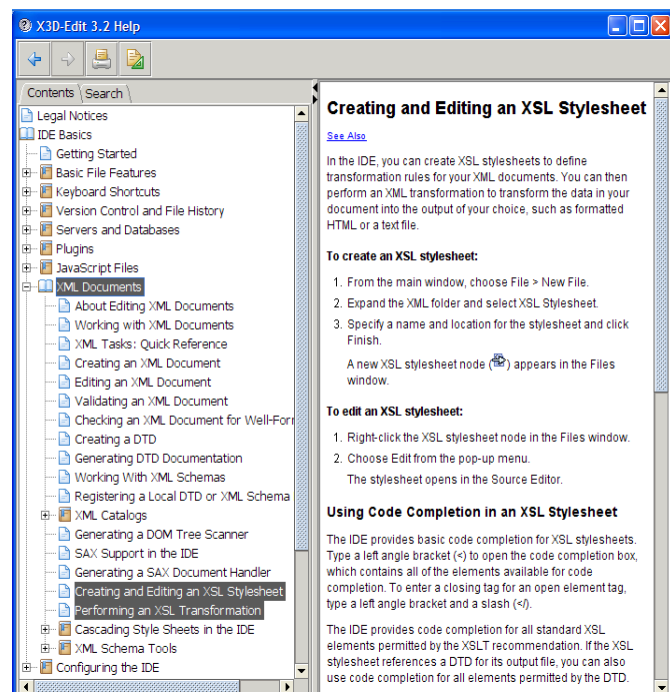 X3D-Edit 3.2 Help
Contents Search
Legal Notices
IDE Basics
Getting Started
Basic File Features
Keyboard Shortcuts
Version Control and File History
Servers and Databases
Plugins
JavaScript Files
XML Documents
About Editing XML Documents
Working with XML Documents
XML Tasks: Quick Reference
Creating an XML Document
Editing an XML Document
Validating an XML Document
Checking an XML Document for Well-Forr
Creating a DTD
Generating DTD Documentation
Working With XML Schemas
Registering a Local DTD or XML Schema
XML Catalogs
Generating a DOM Tree Scanner
SAX Support in the IDE
Generating a SAX Document Handler
Creating and Editing an XSL Stylesheet
Performing an XSL Transformation
Cascading Style Sheets in the IDE
XML Schema Tools
Configuring the IDE
Creating and Editing an XSL Stylesheet
See Also
In the IDE, you can create XSL stylesheets to define
transformation rules for your XML documents. You can then
perform an XML transformation to transform the data in your
document into the output of your choice, such as formatted
HTML or a text file.
To create an XSL stylesheet:
1. From the main window, choose File > New File.
2. Expand the XML folder and select XSL Stylesheet.
3. Specify a name and location for the stylesheet and click
Finish.
A new XSL stylesheet node () appears in the Files
window.
To edit an XSL stylesheet:
1. Right-click the XSL stylesheet node in the Files window.
2. Choose Edit from the pop-up menu.
The stylesheet opens in the Source Editor.
Using Code Completion in an XSL Stylesheet
The IDE provides basic code completion for XSL stylesheets.
Type a left angle bracket (<) to open the code completion box,
which contains all of the elements available for code
completion. To enter a closing tag for an open element tag,
type a left angle bracket and a slash (</).
The IDE provides code completion for all standard XSL
elements permitted by the XSLT recommendation. If the XSL
stylesheet references a DTD for its output file, you can also
use code completion for all elements permitted by the DTD.